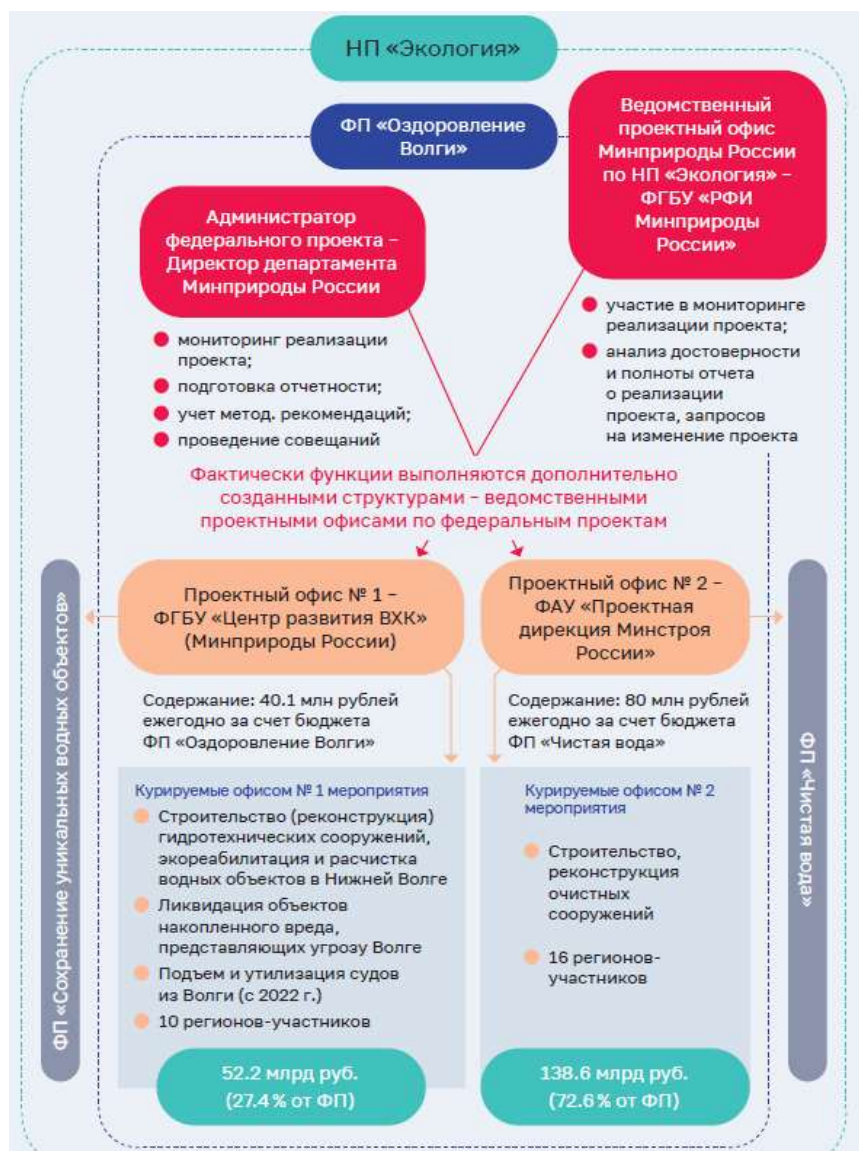 НП «Экология»
ФП «Оздоровление
Волги»
Ведомственный
проектный офис
Минприроды России
по НП «Экология» –
ФГБУ «РФИ
Минприроды
России»
Администратор
федерального проекта –
Директор департамента
Минприроды России
участие в мониторинге
реализации проекта;
анализ достоверности
и полноты отчета
о реализации
проекта, запросов
на изменение проекта
мониторинг реализации
проекта;
подготовка отчетности;
учет метод. рекомендаций;
проведение совещаний
Фактически функции выполняются дополнительно
созданными структурами – ведомственными
проектными офисами по федеральным проектам
ФП «Сохранение уникальных водных объектов»
Проектный офис № 1 –
ФГБУ «Центр развития ВХК»
(Минприроды России)
Содержание: 40.1 млн рублей
ежегодно за счет бюджета
ФП «Оздоровление Волги»
Курируемые офисом № 1 мероприятия
Строительство (реконструкция)
гидротехнических сооружений,
экореабилитация и расчистка
водных объектов в Нижней Волге
Ликвидация объектов
накопленного вреда,
представляющих угрозу Волге
Подъем и утилизация судов
из Волги (с 2022 г.)
10 регионов-участников
52.2 млрд руб.
(27.4 % от ФП)
Проектный офис № 2 –
ФАУ «Проектная
дирекция Минстроя
России»
Содержание: 80 млн рублей
ежегодно за счет бюджета
ФП «Чистая вода»
Курируемые офисом № 2
мероприятия
Строительство,
реконструкция
очистных
сооружений
16 регионов-
участников
138.6 млрд руб.
(72.6 % от ФП)
ФП «Чистая вода»